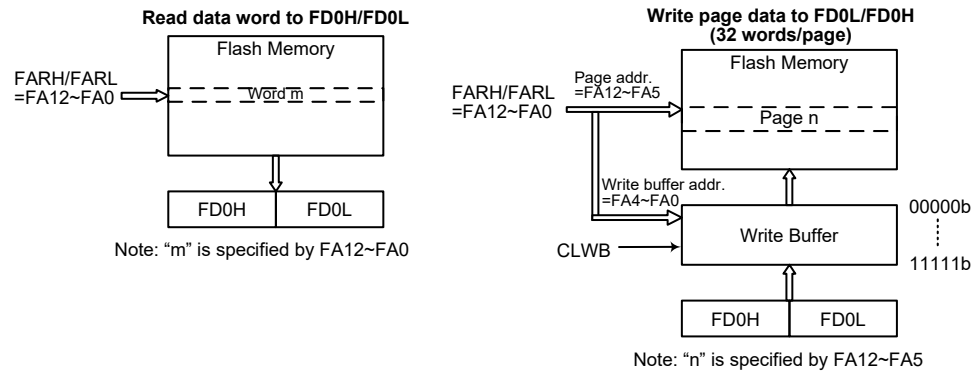 Read data word to FD0H/FD0L
Flash Memory
FARH/FARL
=FA12~FA0
Word m
FD0H
FD0L
Note: “m” is specified by FA12~FA0
Write page data to FD0L/FD0H
(32 words/page)
Flash Memory
FARH/FARL
=FA12~FA0
Page addr.
=FA12~FA5
Page n
Write buffer addr.
=FA4~FA0
CLWB
Write Buffer
00000b
11111b
FD0H
FD0L
Note: “n” is specified by FA12~FA5